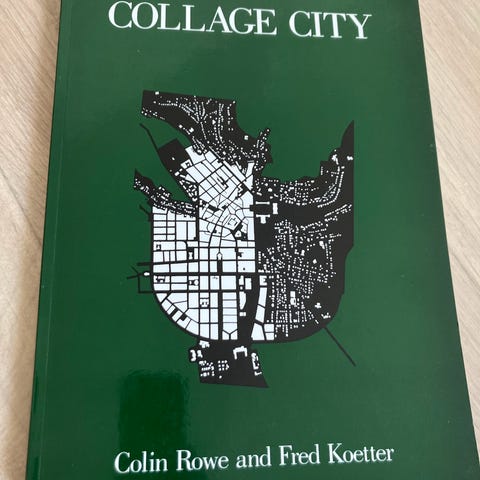 COLLAGE CITY
Colin Rowe and Fred Koetter